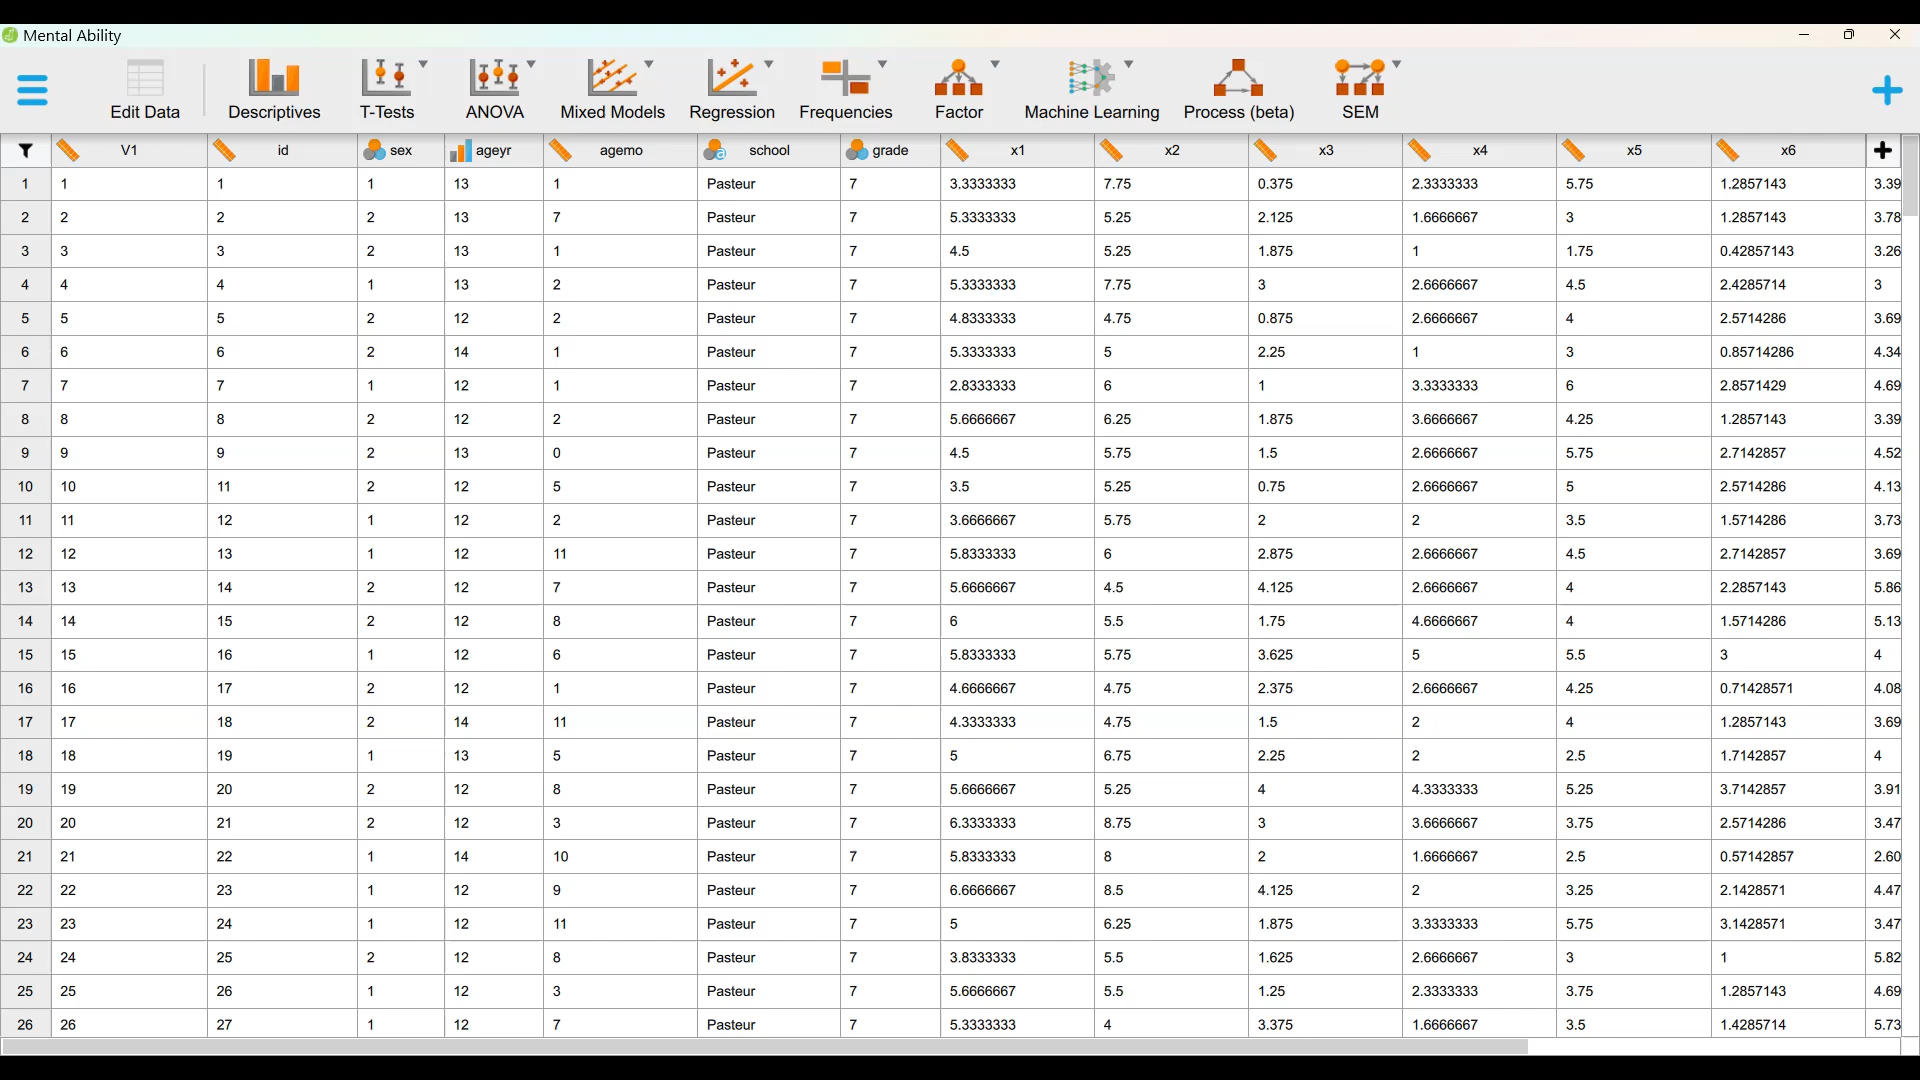 Mental Ability
Edit Data Descriptives T-Tests ANOVA Mixed Models Regression Frequencies Factor Machine Learning Process (beta) SEM
V1 id sex ageyr agemo school grade x1 x2 x3 x4 x5 x6
1 1 1 1 13 1 Pasteur 7 3.3333333 7.75 0.375 2.3333333 5.75 1.2857143 3.39
2 2 2 2 13 7 Pasteur 7 5.3333333 5.25 2.125 1.6666667 3 1.2857143 3.78
3 3 3 2 13 1 Pasteur 7 4.5 5.25 1.875 1 1.75 0.42857143 3.26
4 4 4 1 13 2 Pasteur 7 5.3333333 7.75 3 2.6666667 4.5 2.4285714 3
5 5 5 2 12 2 Pasteur 7 4.8333333 4.75 0.875 2.6666667 4 2.5714286 3.69
6 6 6 2 14 1 Pasteur 7 5.3333333 5 2.25 1 3 0.85714286 4.34
7 7 7 1 12 1 Pasteur 7 2.8333333 6 1 3.3333333 6 2.8571429 4.69
8 8 8 2 12 2 Pasteur 7 5.6666667 6.25 1.875 3.6666667 4.25 1.2857143 3.39
9 9 9 2 13 0 Pasteur 7 4.5 5.75 1.5 2.6666667 5.75 2.7142857 4.52
10 10 11 2 12 5 Pasteur 7 3.5 5.25 0.75 2.6666667 5 2.5714286 4.13
11 11 12 1 12 2 Pasteur 7 3.6666667 5.75 2 2 3.5 1.5714286 3.73
12 12 13 1 12 11 Pasteur 7 5.8333333 6 2.875 2.6666667 4.5 2.7142857 3.69
13 13 14 2 12 7 Pasteur 7 5.6666667 4.5 4.125 2.6666667 4 2.2857143 5.86
14 14 15 2 12 8 Pasteur 7 6 5.5 1.75 4.6666667 4 1.5714286 5.13
15 15 16 1 12 6 Pasteur 7 5.8333333 5.75 3.625 5 5.5 3 4
16 16 17 2 12 1 Pasteur 7 4.6666667 4.75 2.375 2.6666667 4.25 0.71428571 4.08
17 17 18 2 14 11 Pasteur 7 4.3333333 4.75 1.5 2 4 1.2857143 3.69
18 18 19 1 13 5 Pasteur 7 5 6.75 2.25 2 2.5 1.7142857 4
19 19 20 2 12 8 Pasteur 7 5.6666667 5.25 4 4.3333333 5.25 3.7142857 3.91
20 20 21 2 12 3 Pasteur 7 6.3333333 8.75 3 3.6666667 3.75 2.5714286 3.47
21 21 22 1 14 10 Pasteur 7 5.8333333 8 2 1.6666667 2.5 0.57142857 2.60
22 22 23 1 12 9 Pasteur 7 6.6666667 8.5 4.125 2 3.25 2.1428571 4.47
23 23 24 1 12 11 Pasteur 7 5 6.25 1.875 3.3333333 5.75 3.1428571 3.47
24 24 25 2 12 8 Pasteur 7 3.8333333 5.5 1.625 2.6666667 3 1 5.82
25 25 26 1 12 3 Pasteur 7 5.6666667 5.5 1.25 2.3333333 3.75 1.2857143 4.69
26 26 27 1 12 7 Pasteur 7 5.3333333 4 3.375 1.6666667 3.5 1.4285714 5.73